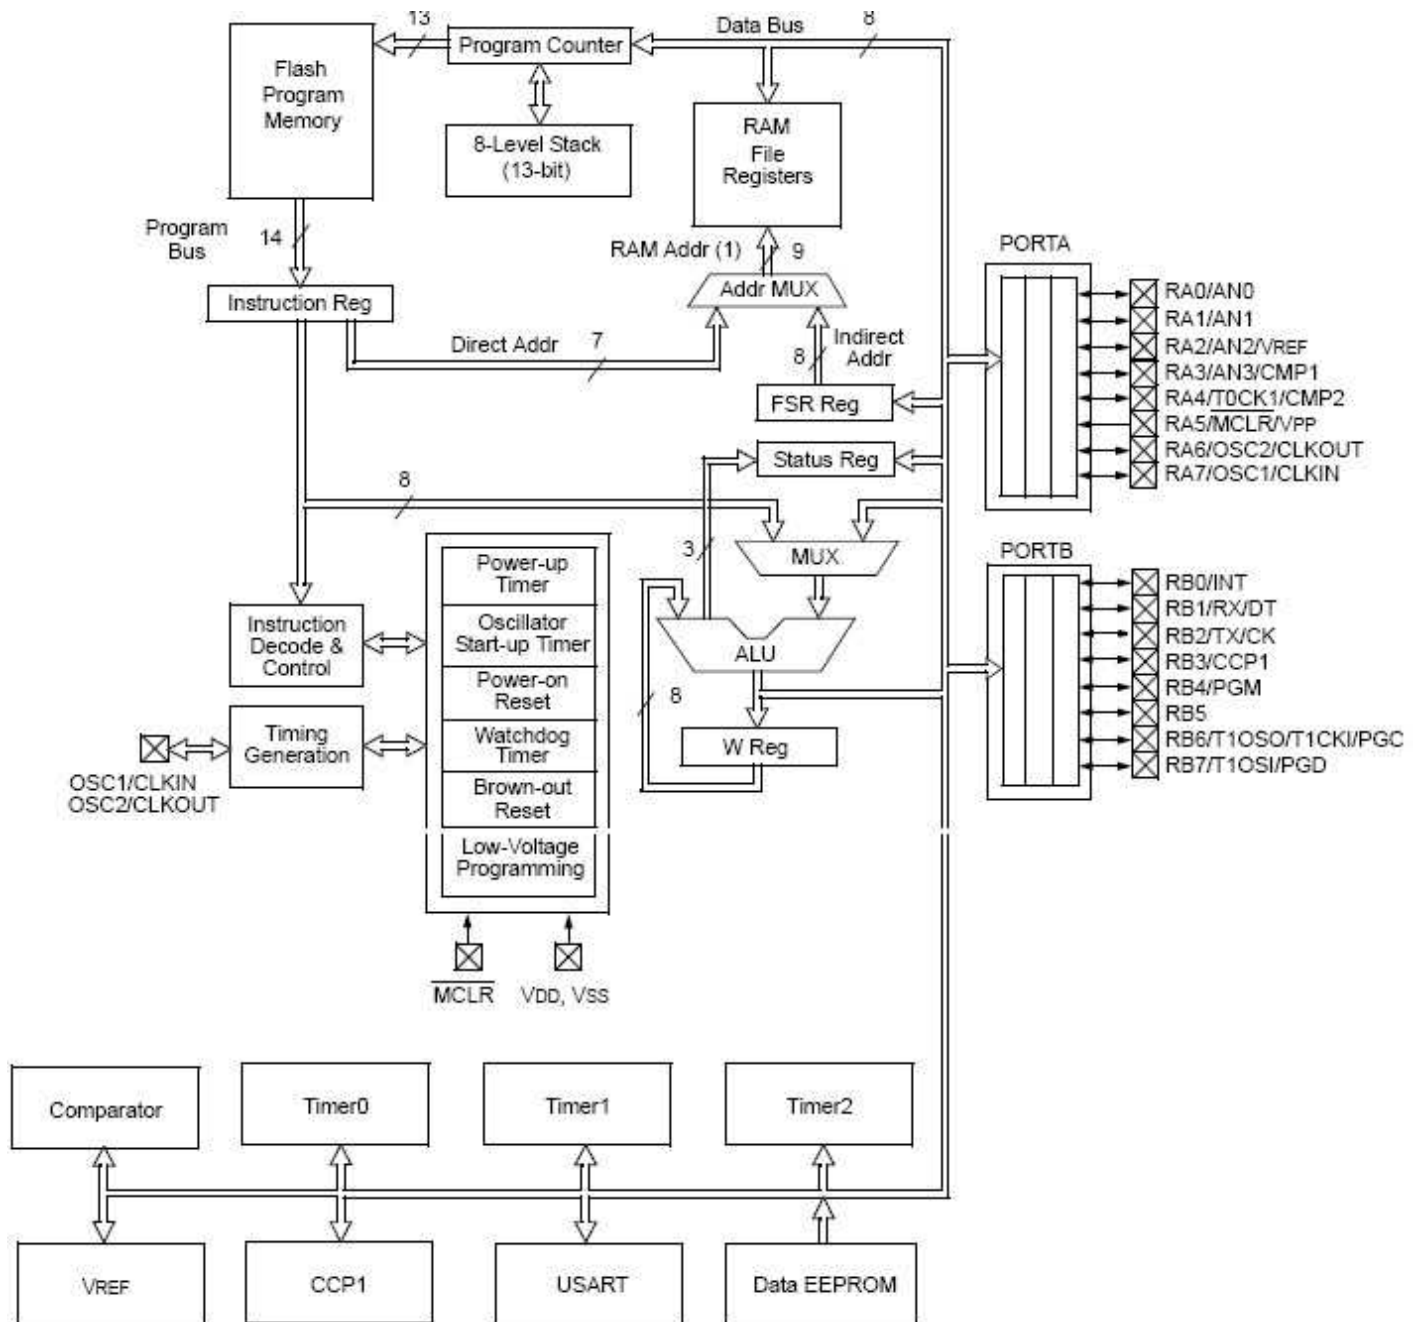 13
Data Bus
8
Program Counter
Flash
Program
Memory
8-Level Stack
(13-bit)
RAM
File
Registers
Program
Bus
14
RAM Addr (1)
9
PORTA
Addr MUX
Instruction Reg
Direct Addr
7
Indirect
Addr
8
FSR Reg
Status Reg
RA0/AN0
RA1/AN1
RA2/AN2/VREF
RA3/AN3/CMP1
RA4/T0CK1/CMP2
RA5/MCLR/VPP
RA6/OSC2/CLKOUT
RA7/OSC1/CLKIN
8
3
MUX
PORTB
Power-up
Timer
Oscillator
Start-up Timer
Power-on
Reset
Watchdog
Timer
Brown-out
Reset
Low-Voltage
Programming
Instruction
Decode &
Control
Timing
Generation
OSC1/CLKIN
OSC2/CLKOUT
ALU
8
W Reg
RB0/INT
RB1/RX/DT
RB2/TX/CK
RB3/CCP1
RB4/PGM
RB5
RB6/T1OSO/T1CKI/PGC
RB7/T1OSI/PGD
MCLR
VDD, VSS
Comparator
Timer0
Timer1
Timer2
VREF
CCP1
USART
Data EEPROM